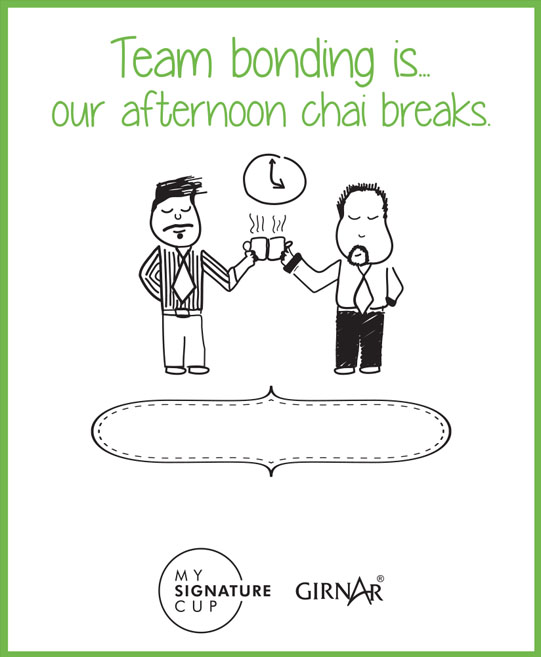 Team bonding is...
our afternoon chai breaks.
MY
SIGNATURE
CUP
GIRNAR®